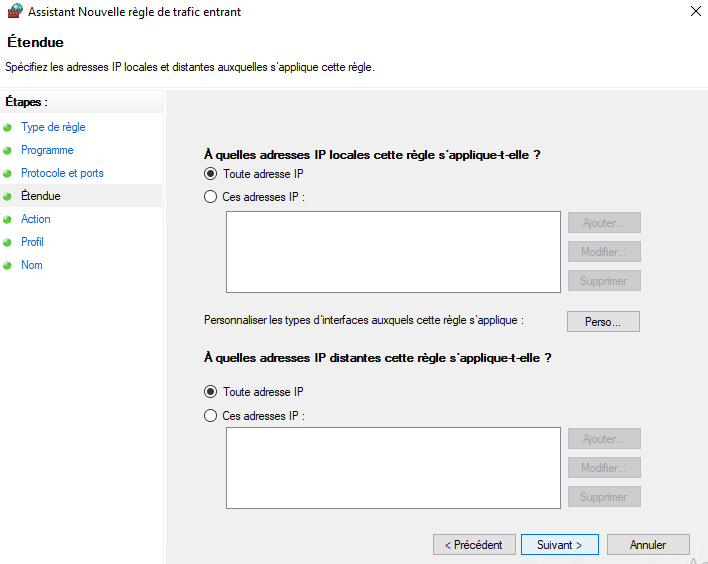 Assistant Nouvelle règle de trafic entrant
Étendue
Spécifiez les adresses IP locales et distantes auxquelles s'applique cette règle.
Étapes :
Type de règle
Programme
Protocole et ports
Étendue
Action
Profil
Nom
À quelles adresses IP locales cette règle s'applique-t-elle ?
Toute adresse IP
Ces adresses IP :
Ajouter...
Modifier...
Supprimer
Personnaliser les types d'interfaces auxquels cette règle s'applique :
Perso...
À quelles adresses IP distantes cette règle s'applique-t-elle ?
Toute adresse IP
Ces adresses IP :
Ajouter...
Modifier...
Supprimer
< Précédent
Suivant >
Annuler